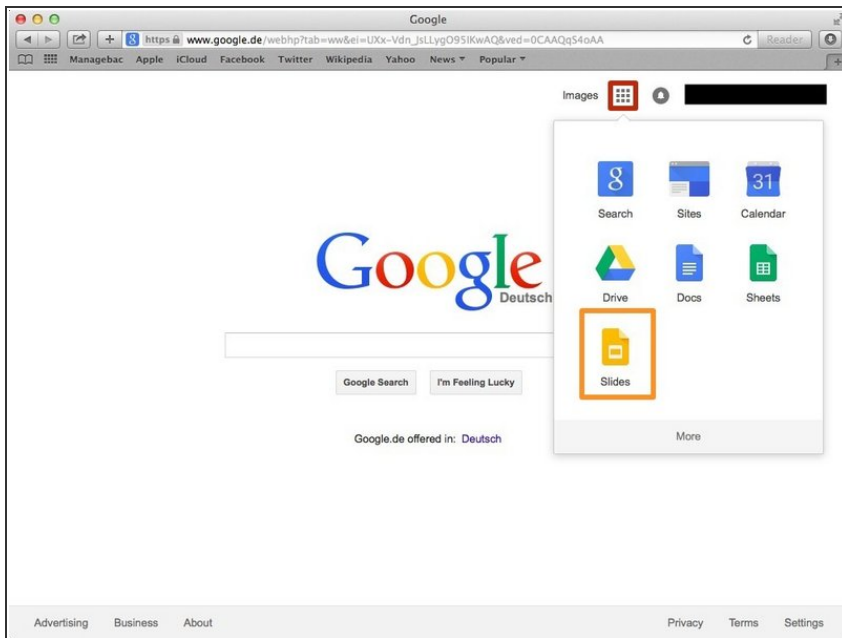 Google
https www.google.de/webhp?tab=ww&ei=UXx-Vdn_JsLLygO95IKwAQ&ved=0CAAQqS4oAA
Reader
Managebac Apple iCloud Facebook Twitter Wikipedia Yahoo News Popular
Images
8
31
Search Sites Calendar
Google
Deutsch
Drive Docs Sheets
Slides
Google Search I'm Feeling Lucky
Google.de offered in: Deutsch
More
Advertising Business About Privacy Terms Settings